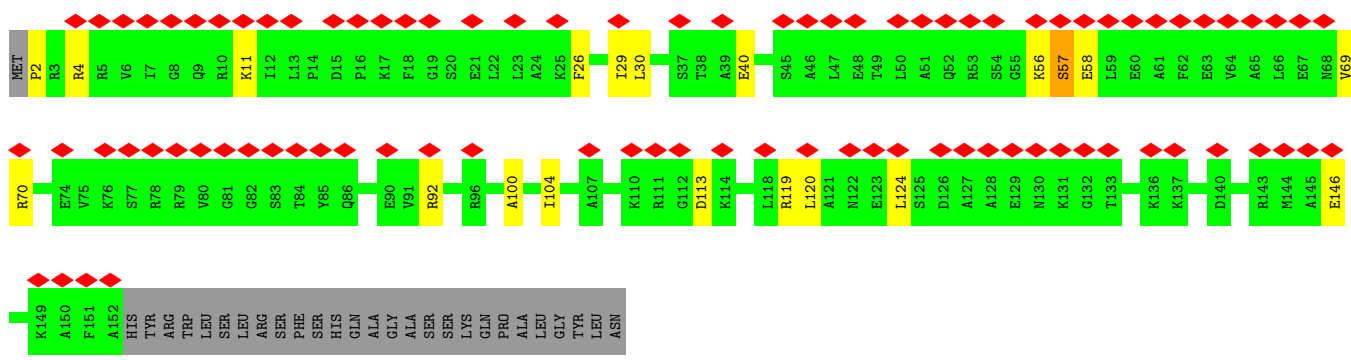 MET P2 R3 R4 R5 V6 I7 G8 Q9 R10 K11 I12 L13 P14 D15 P16 K17 F18 G19 S20 E21 L22 L23 A24 K25 F26 I29 L30 S37 T38 A39 E40 S45 A46 L47 E48 T49 L50 A51 Q52 R53 S54 G55 K56 S57 E58 L59 E60 A61 F62 E63 V64 A65 L66 E67 N68 V69
R70 E74 V75 K76 S77 R78 R79 V80 G81 G82 S83 T84 Y85 Q86 E90 V91 R92 R96 A100 I104 A107 K110 R111 G112 D113 K114 L118 R119 L120 A121 N122 E123 L124 S125 D126 A127 A128 E129 N130 K131 G132 T133 K136 K137 D140 R143 M144 A145 E146
K149 A150 F151 A152 HIS TYR ARG TRP LEU SER LEU ARG SER PHE SER HIS GLN ALA GLY ALA SER SER LYS GLN PRO ALA LEU GLY TYR LEU ASN